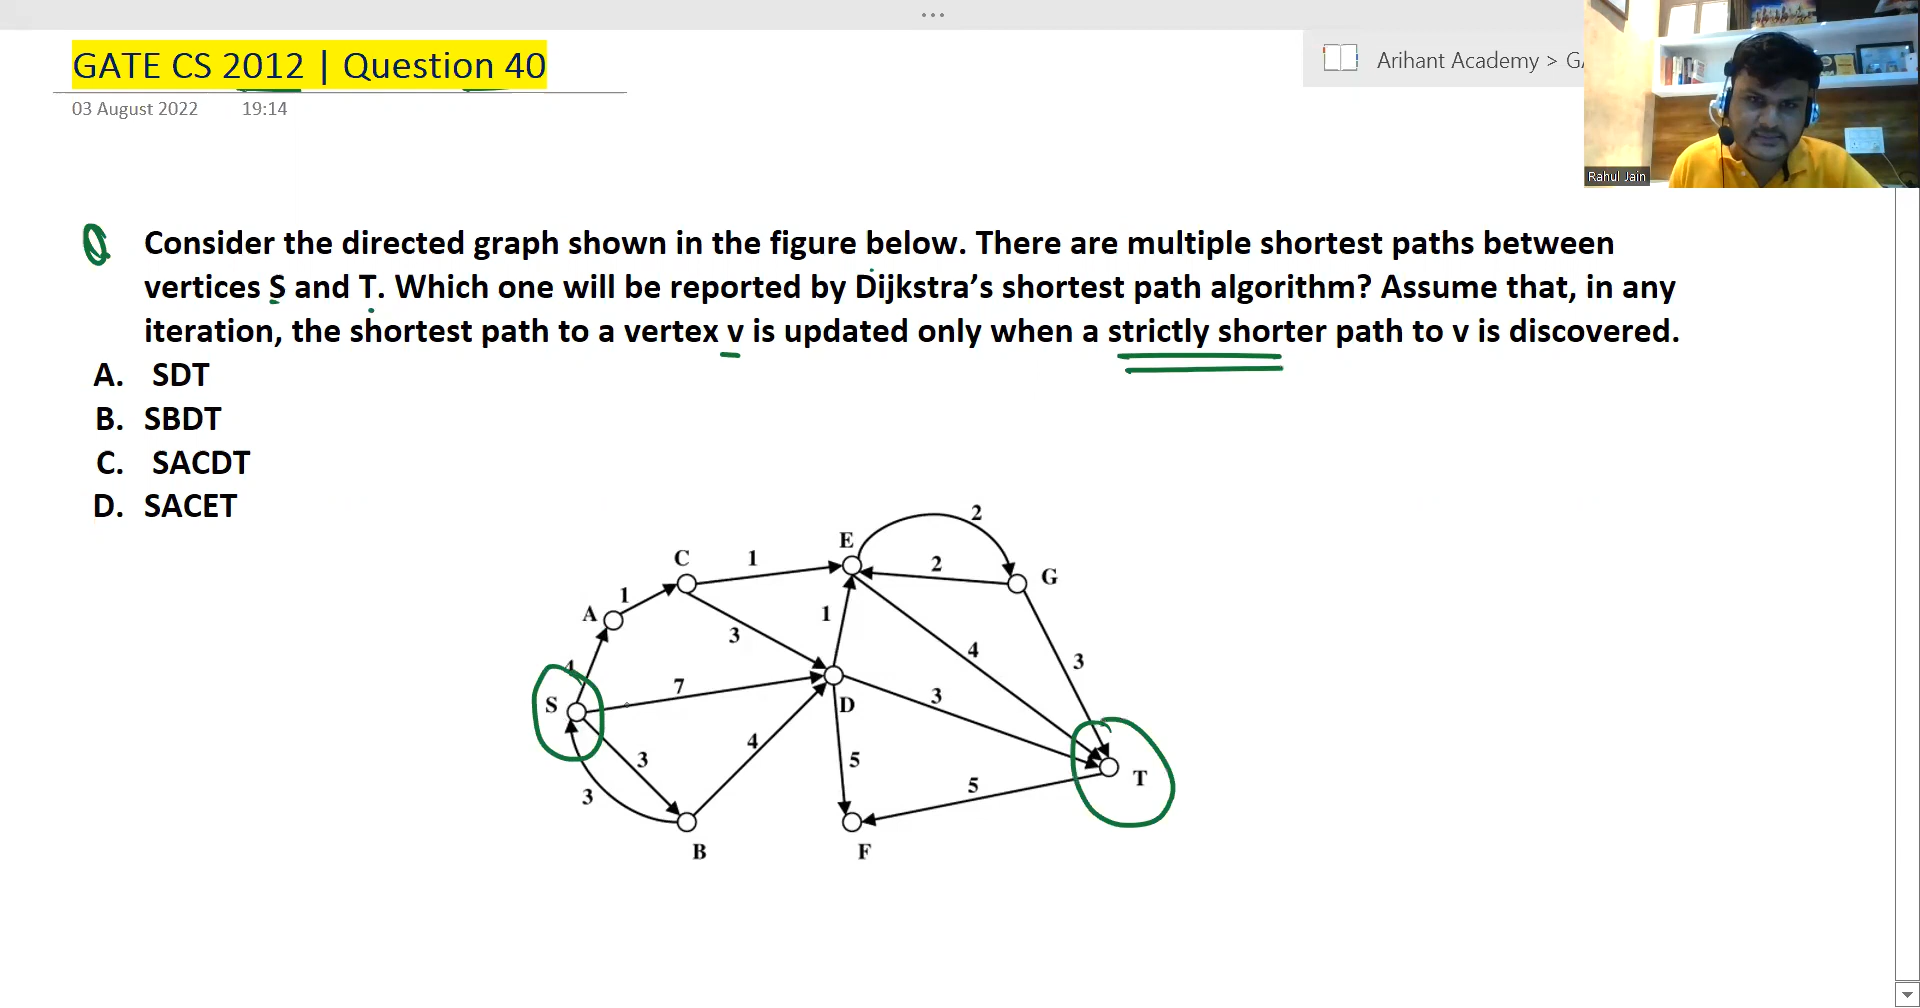 ...
GATE CS 2012 | Question 40
Arihant Academy > GA
03 August 2022 19:14
Rahul Jain
Q Consider the directed graph shown in the figure below. There are multiple shortest paths between
vertices S and T. Which one will be reported by Dijkstra’s shortest path algorithm? Assume that, in any
iteration, the shortest path to a vertex v is updated only when a strictly shorter path to v is discovered.
A. SDT
B. SBDT
C. SACDT
D. SACET
2
E
C 1 2 G
A 1 1
3 4 3
4
S 7 D 3
3 4 5 T
3 5
B F